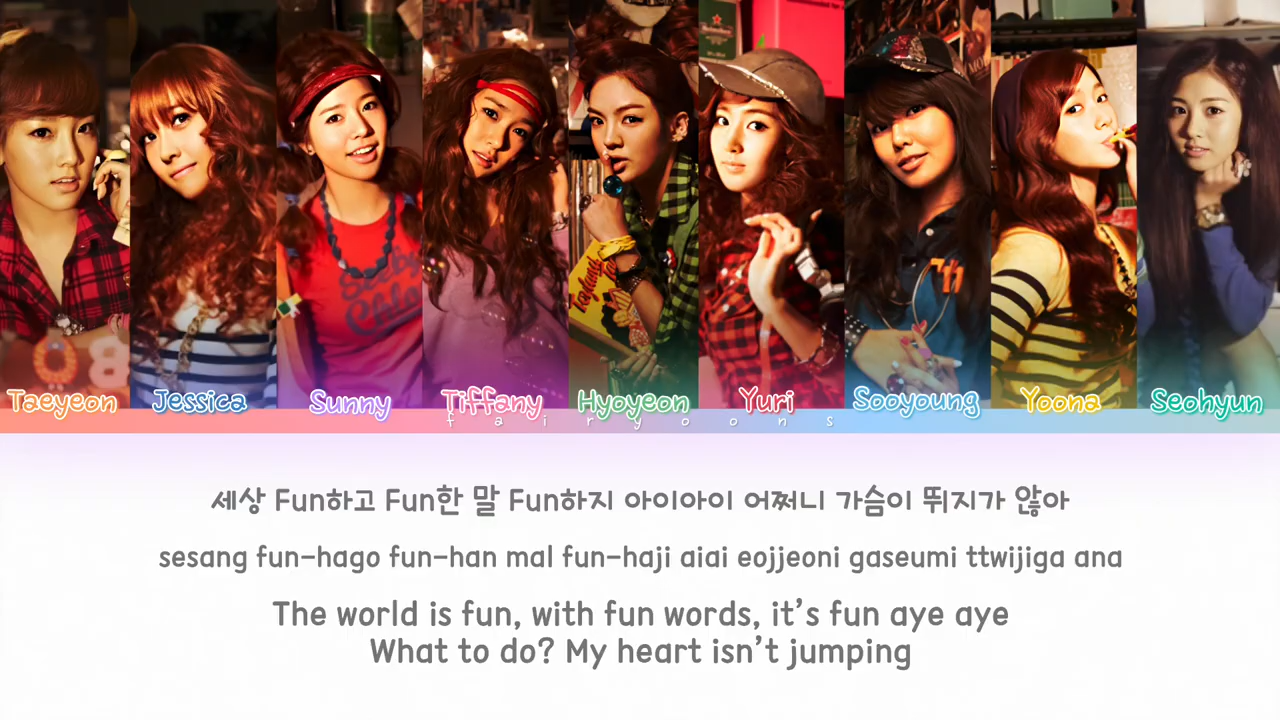 Taeyeon Jessica Sunny Tiffany Hyoyeon Yuri Sooyoung Yoona Seohyun
fairyoons
세상 Fun하고 Fun한 말 Fun하지 아이아이 어쩌니 가슴이 뛰지가 않아
sesang fun-hago fun-han mal fun-haji aiai eojjeoni gaseumi ttwijiga ana
The world is fun, with fun words, it's fun aye aye
What to do? My heart isn't jumping